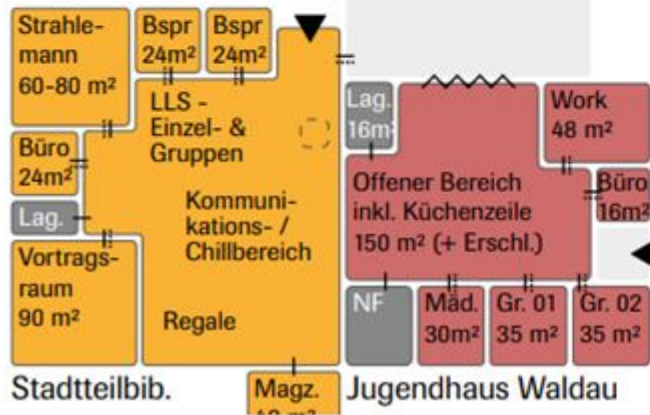 Strahle-
mann
60-80 m²
Bspr
24m²
Bspr
24m²
LLS -
Einzel- &
Gruppen
Büro
24m²
Lag.
Kommuni-
kations- /
Chillbereich
Vortrags-
raum
90 m²
Regale
Magz.
Stadtteilbib.
Lag.
16m²
Work
48 m²
Offener Bereich
inkl. Küchenzeile
150 m² (+ Erschl.)
Büro
16m²
NF
Mäd.
30m²
Gr. 01
35 m²
Gr. 02
35 m²
Jugendhaus Waldau